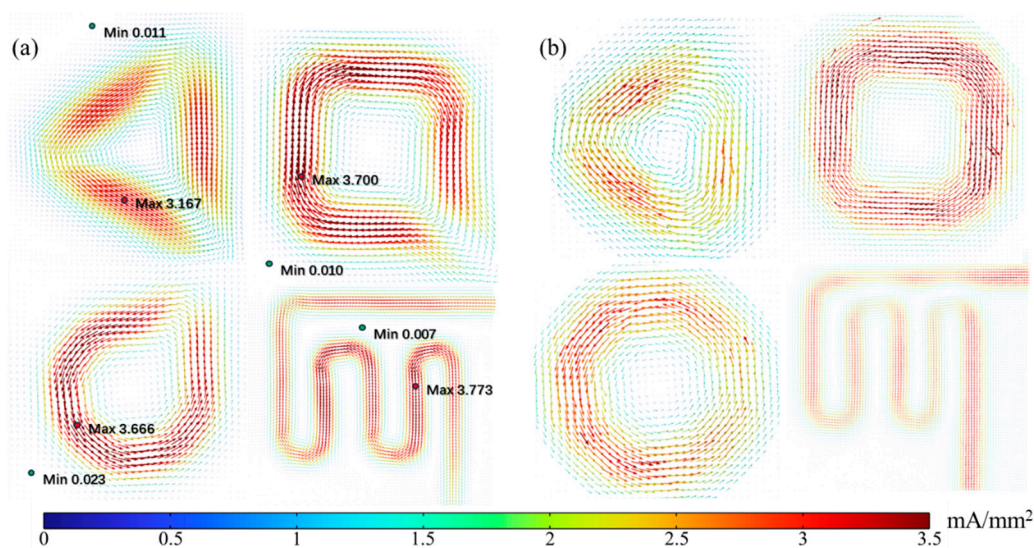 (a)
Min 0.011
Max 3.167
Max 3.700
Min 0.010
Min 0.007
Max 3.773
Max 3.666
Min 0.023
(b)
0 0.5 1 1.5 2 2.5 3 3.5 mA/mm²